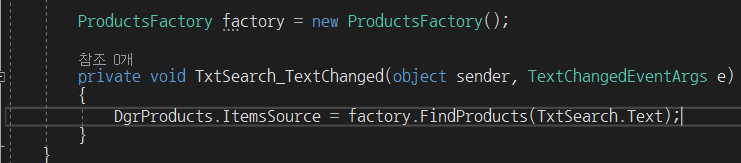 ProductsFactory factory = new ProductsFactory();
참조 0개
private void TxtSearch_TextChanged(object sender, TextChangedEventArgs e)
{
DgrProducts.ItemsSource = factory.FindProducts(TxtSearch.Text);
}
}